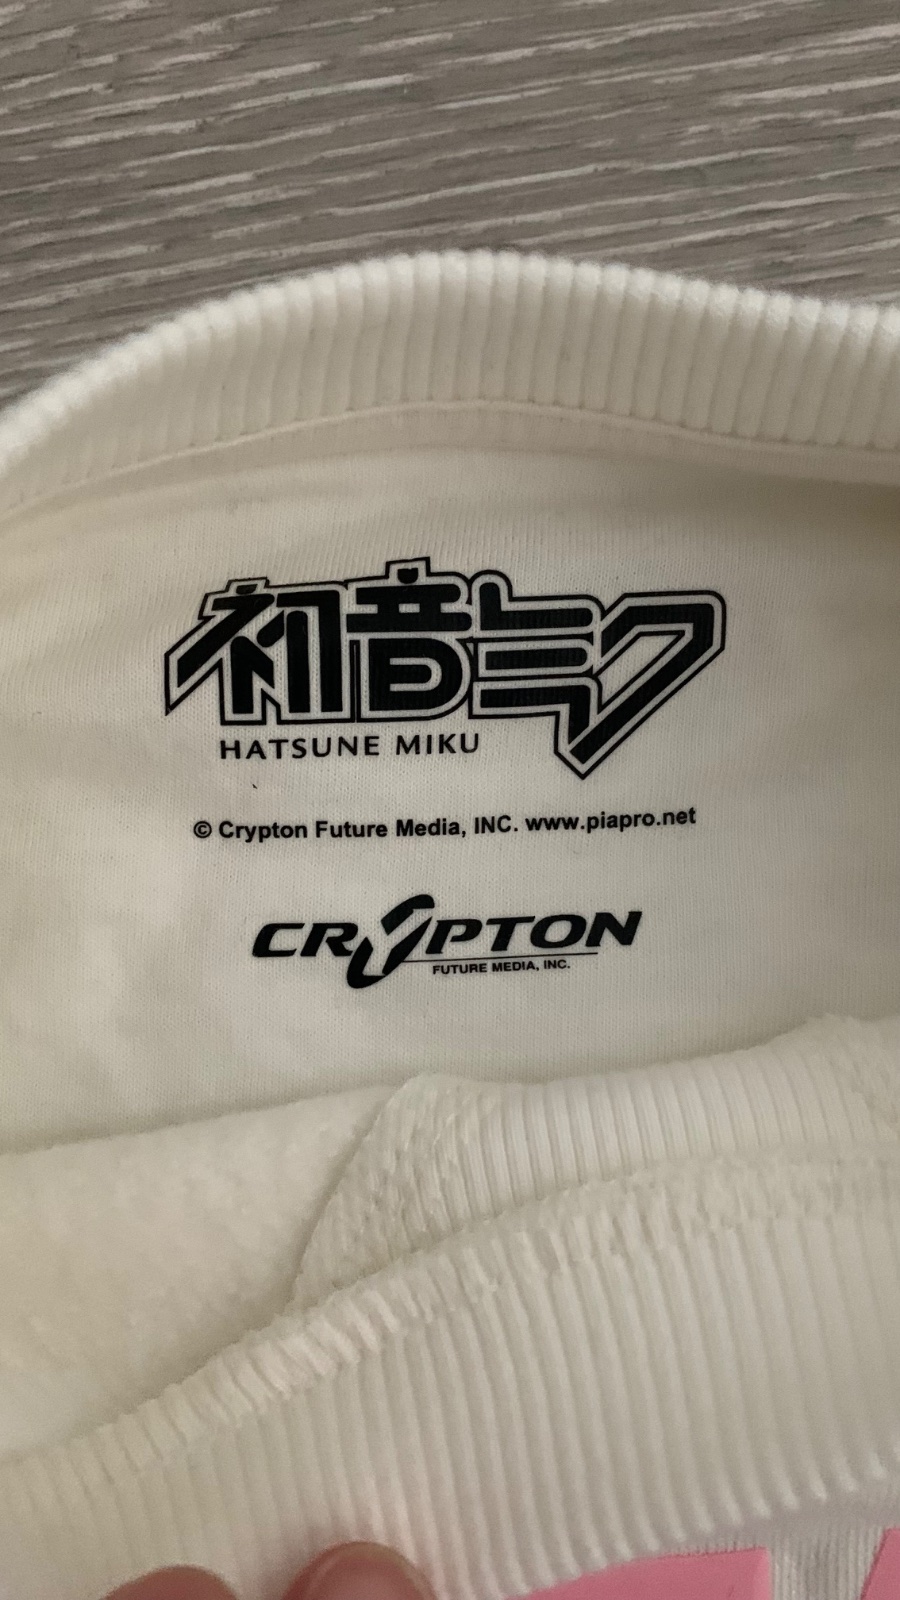 初音ミク
HATSUNE MIKU
© Crypton Future Media, INC. www.piapro.net
CRYPTON
FUTURE MEDIA, INC.